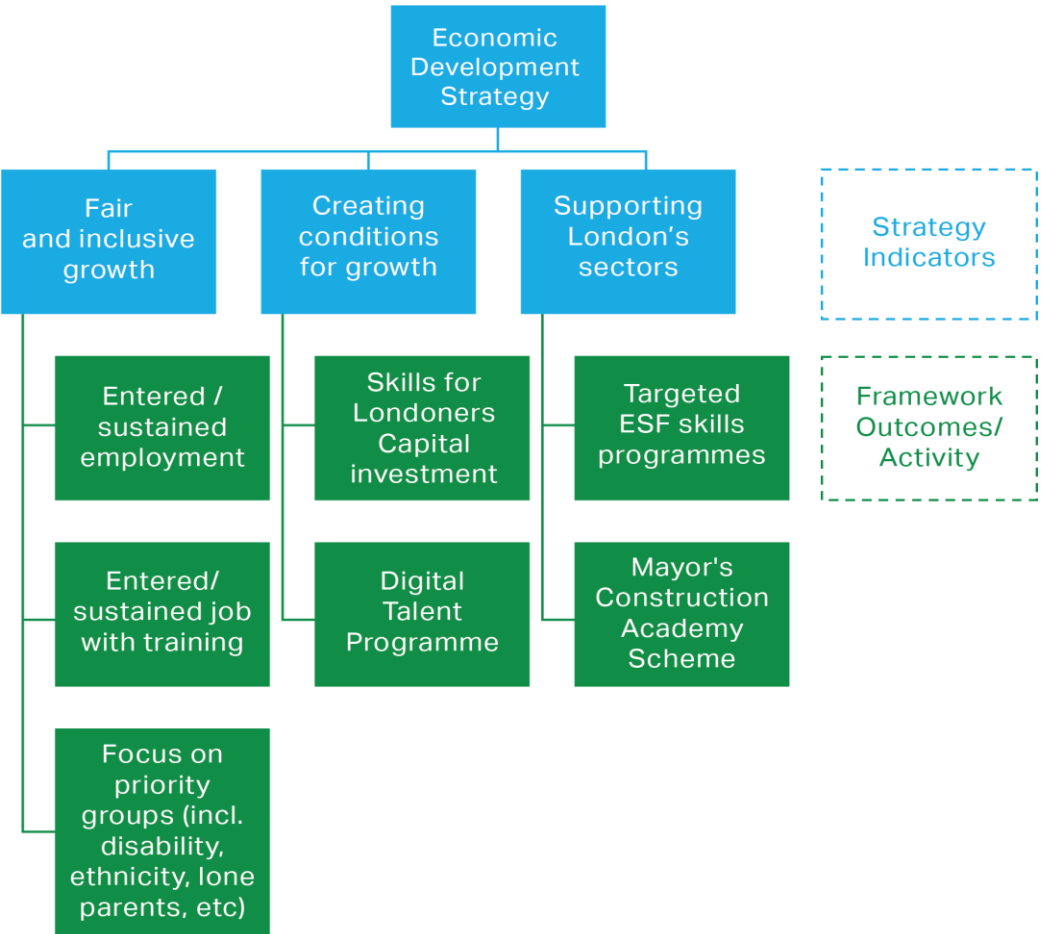 Economic
Development
Strategy
Fair
and inclusive
growth
Creating
conditions
for growth
Supporting
London’s
sectors
Strategy
Indicators
Entered /
sustained
employment
Skills for
Londoners
Capital
investment
Targeted
ESF skills
programmes
Framework
Outcomes/
Activity
Entered/
sustained job
with training
Digital
Talent
Programme
Mayor's
Construction
Academy
Scheme
Focus on
priority
groups (incl.
disability,
ethnicity, lone
parents, etc)